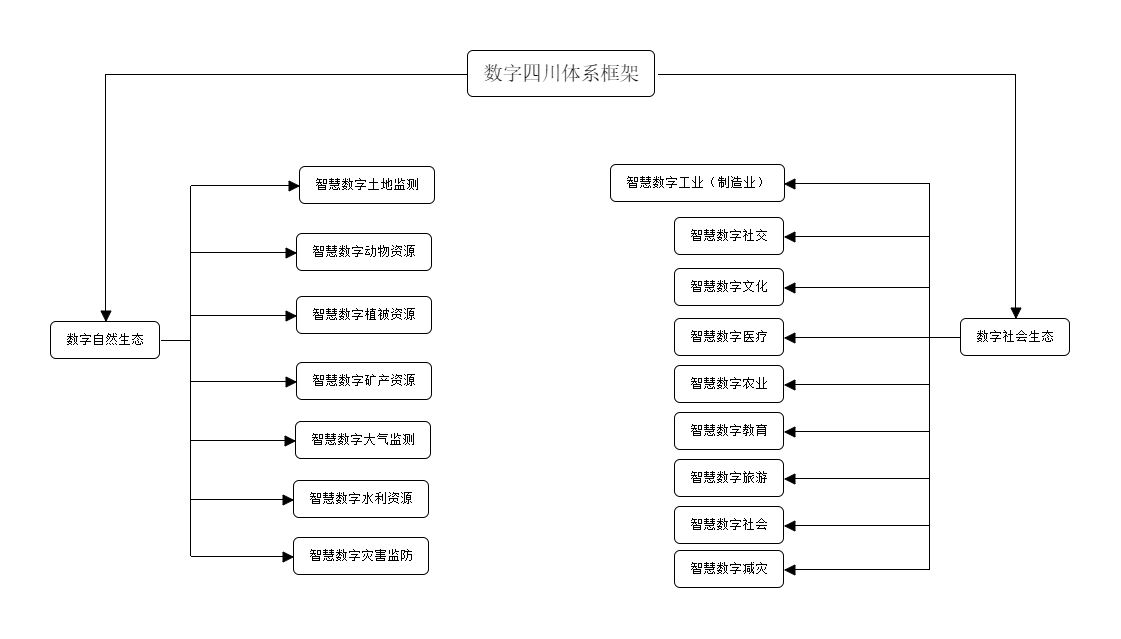 数字四川体系框架
数字自然生态
智慧数字土地监测
智慧数字动物资源
智慧数字植被资源
智慧数字矿产资源
智慧数字大气监测
智慧数字水利资源
智慧数字灾害监防
数字社会生态
智慧数字工业（制造业）
智慧数字社交
智慧数字文化
智慧数字医疗
智慧数字农业
智慧数字教育
智慧数字旅游
智慧数字社会
智慧数字减灾